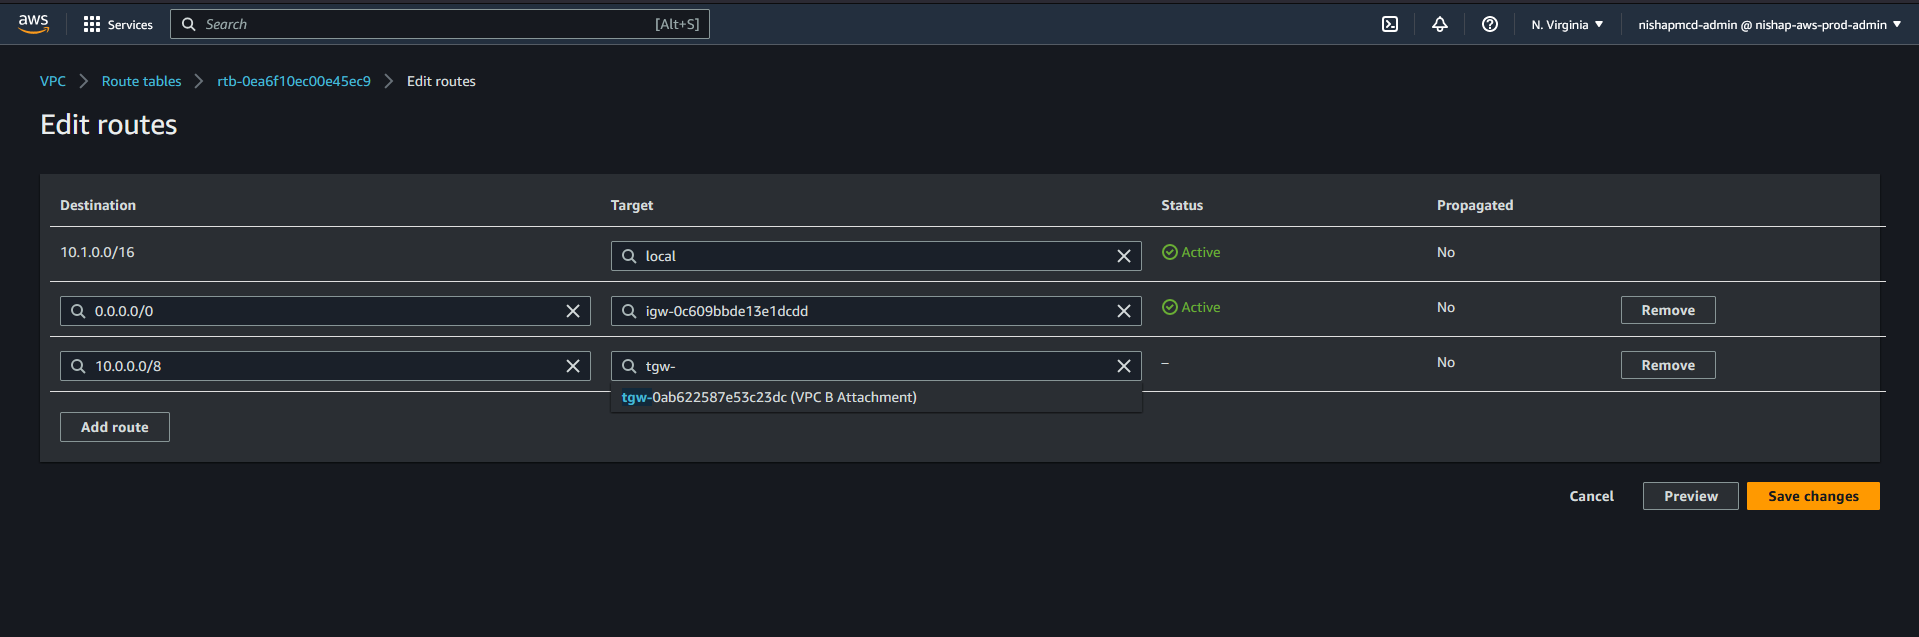 aws Services Search [Alt+S] N. Virginia nishapmcd-admin @ nishap-aws-prod-admin
VPC Route tables rtb-0ea6f10ec00e45ec9 Edit routes
Edit routes
Destination Target Status Propagated
10.1.0.0/16 local Active No
0.0.0.0/0 igw-0c609bbde13e1dcdd Active No Remove
10.0.0.0/8 tgw- – No Remove
tgw-0ab622587e53c23dc (VPC B Attachment)
Add route
Cancel Preview Save changes